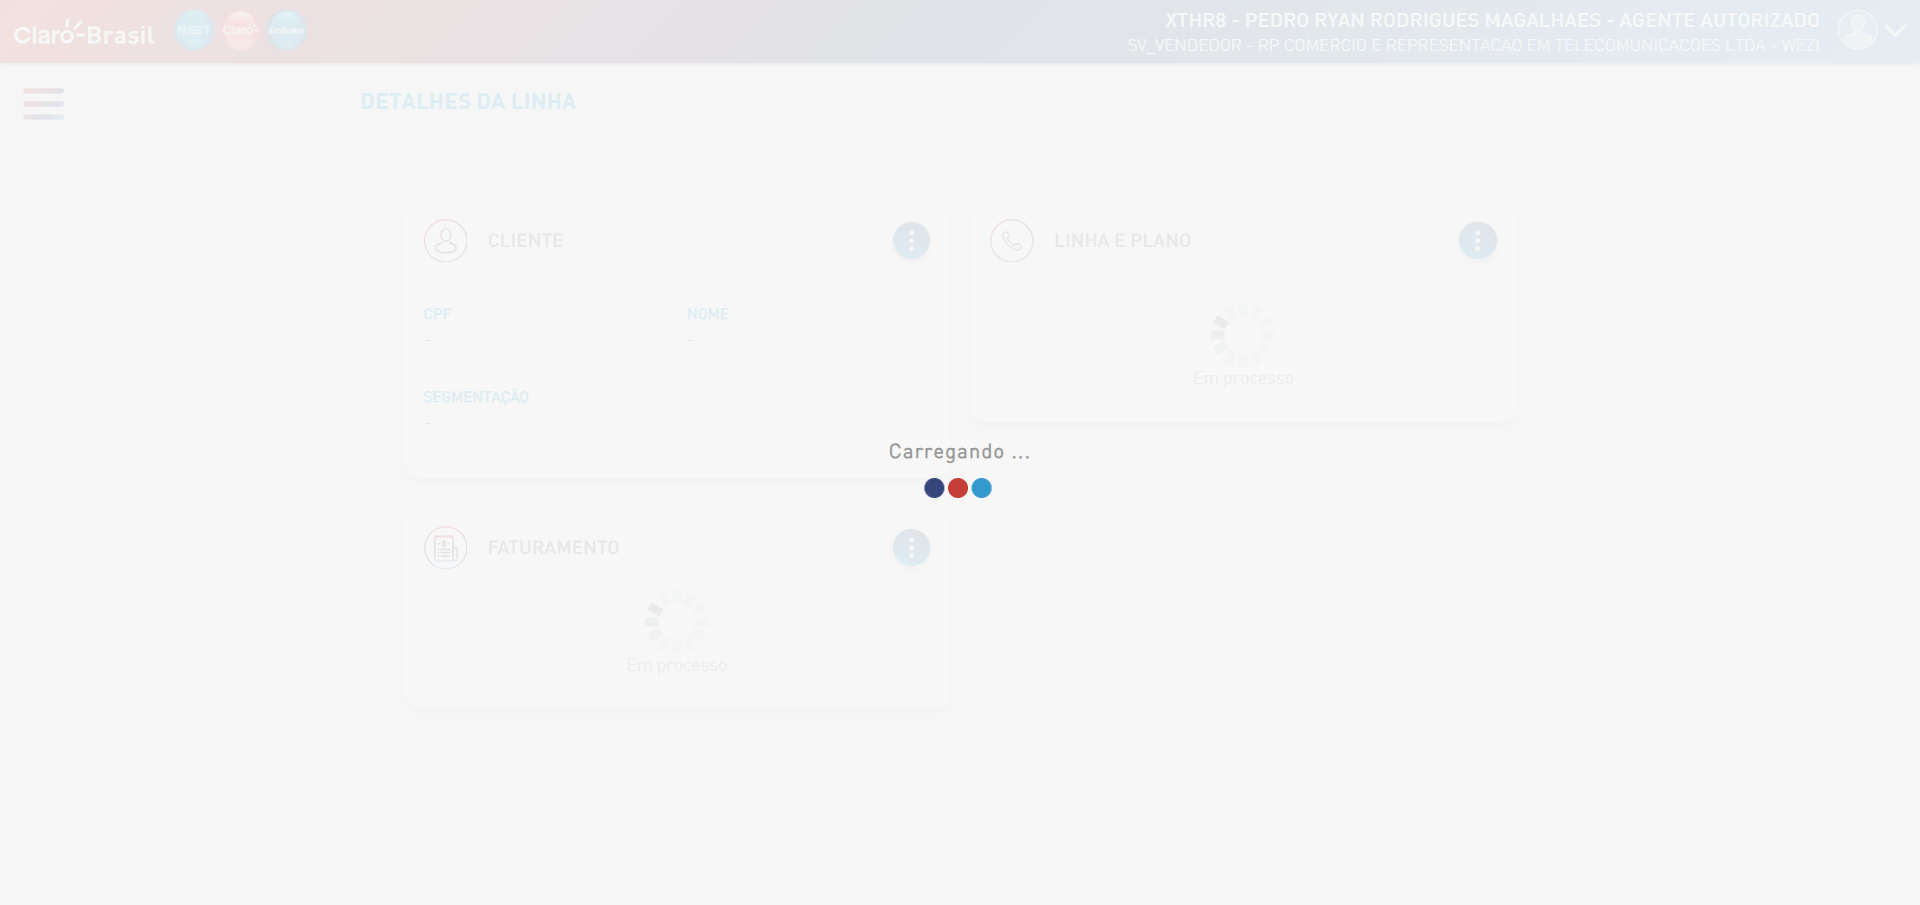 Claro-Brasil NET Claro Embratel
XTHR8 - PEDRO RYAN RODRIGUES MAGALHAES - AGENTE AUTORIZADO
SV_VENDEDOR - RP COMERCIO E REPRESENTACAO EM TELECOMUNICACOES LTDA - WEZI
DETALHES DA LINHA
CLIENTE
CPF
-
NOME
-
SEGMENTAÇÃO
-
LINHA E PLANO
Em processo
Carregando ...
FATURAMENTO
Em processo